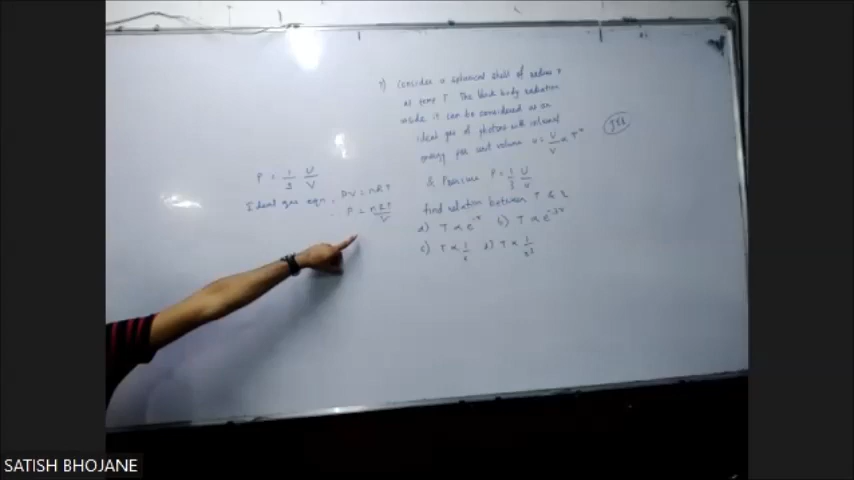 7) Consider a spherical shell of radius r
at temp T. The black body radiation
inside it can be considered as an
ideal gas of photons with internal
energy per unit volume u = U/V ∝ T⁴
& Pressure P = 1/3 U/V
find relation between T & r
a) T ∝ e^-r b) T ∝ e^-3r
c) T ∝ 1/r d) T ∝ 1/r³
JEE
P = 1/3 U/V
Ideal gas eqn. PV = nRT
P = nRT/V
SATISH BHOJANE